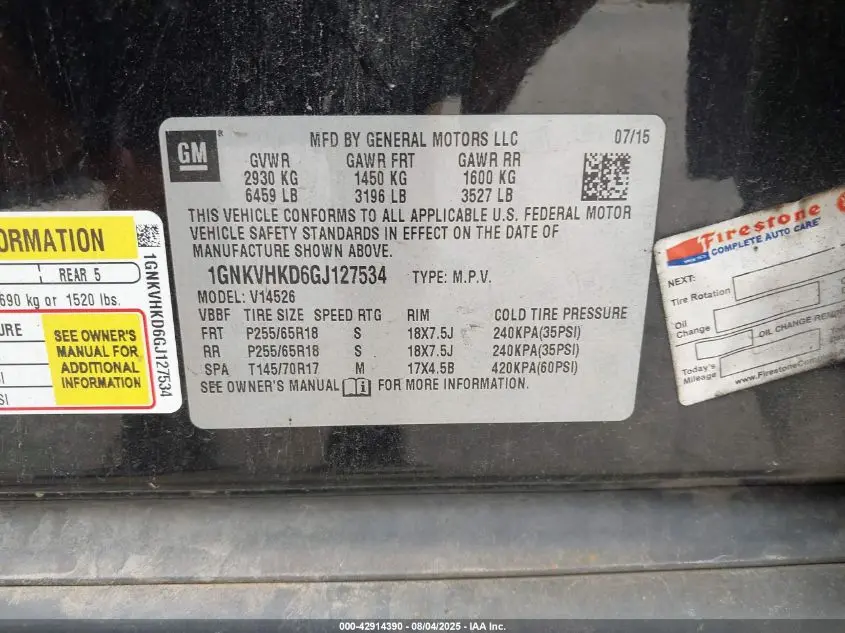 GM
MFD BY GENERAL MOTORS LLC 07/15
GVWR GAWR FRT GAWR RR
2930 KG 1450 KG 1600 KG
6459 LB 3196 LB 3527 LB
THIS VEHICLE CONFORMS TO ALL APPLICABLE U.S. FEDERAL MOTOR
VEHICLE SAFETY STANDARDS IN EFFECT ON THE DATE OF
MANUFACTURE SHOWN ABOVE.
1GNKVHKD6GJ127534 TYPE: M.P.V.
MODEL: V14526
VBBF TIRE SIZE SPEED RTG RIM COLD TIRE PRESSURE
FRT P255/65R18 S 18X7.5J 240KPA(35PSI)
RR P255/65R18 S 18X7.5J 240KPA(35PSI)
SPA T145/70R17 M 17X4.5B 420KPA(60PSI)
SEE OWNER'S MANUAL FOR MORE INFORMATION.
ORMATION
REAR 5
690 kg or 1520 lbs.
URE
SEE OWNER'S
MANUAL FOR
ADDITIONAL
INFORMATION
SI
SI
1GNKVHKD6GJ127534
Firestone
COMPLETE AUTO CARE
NEXT:
Tire Rotation
Oil
Change
OIL CHANGE REM
Today's
Mileage
www.FirestoneComp
000-42914390 - 08/04/2025 - IAA Inc.